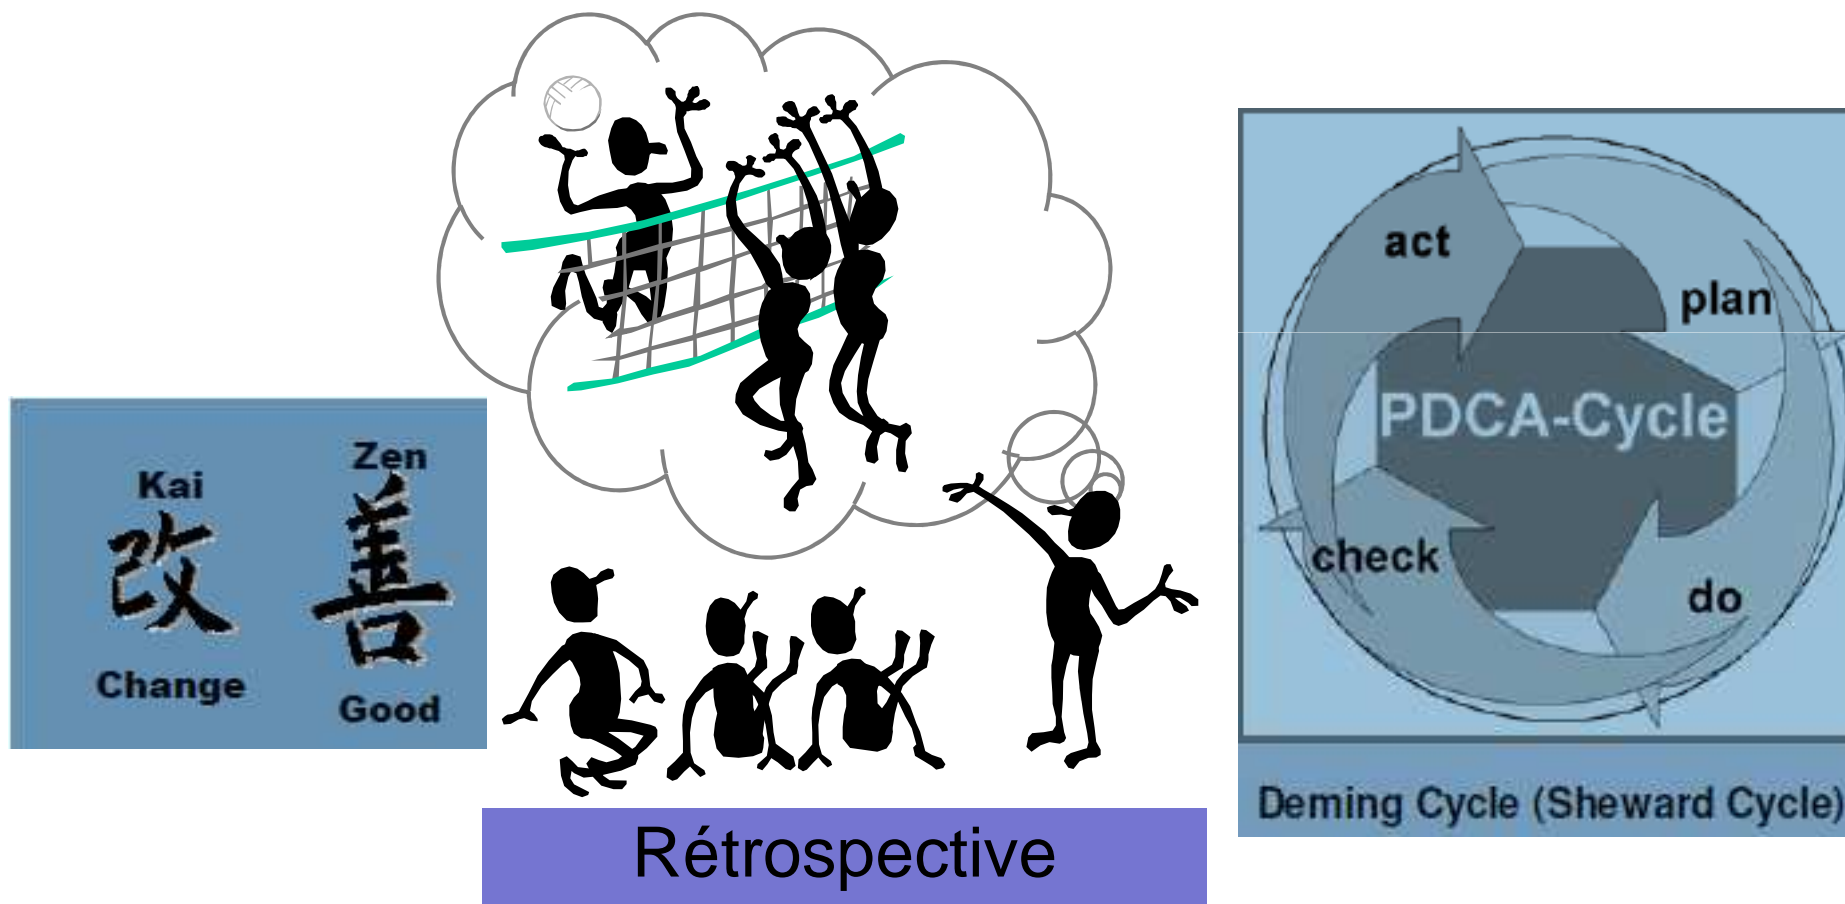 Kai
Zen
改 善
Change
Good
Rétrospective
act
plan
PDCA-Cycle
check
do
Deming Cycle (Sheward Cycle)